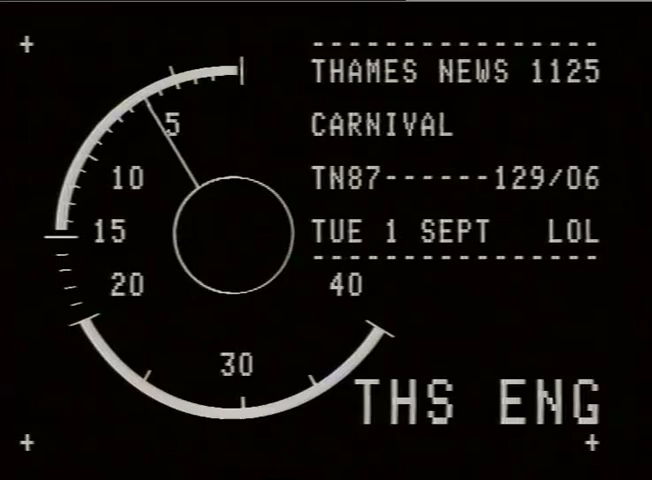 THAMES NEWS 1125
CARNIVAL
TN87------129/06
TUE 1 SEPT LOL
5
10
15
20
30
40
THS ENG